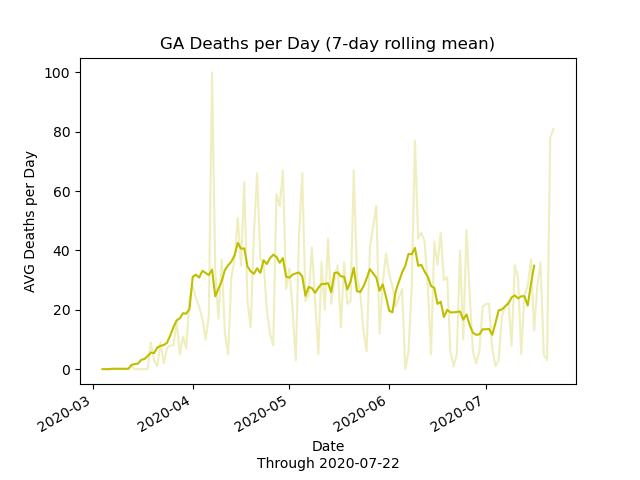 GA Deaths per Day (7-day rolling mean)
AVG Deaths per Day
100
80
60
40
20
0
2020-03
2020-04
2020-05
2020-06
2020-07
Date
Through 2020-07-22